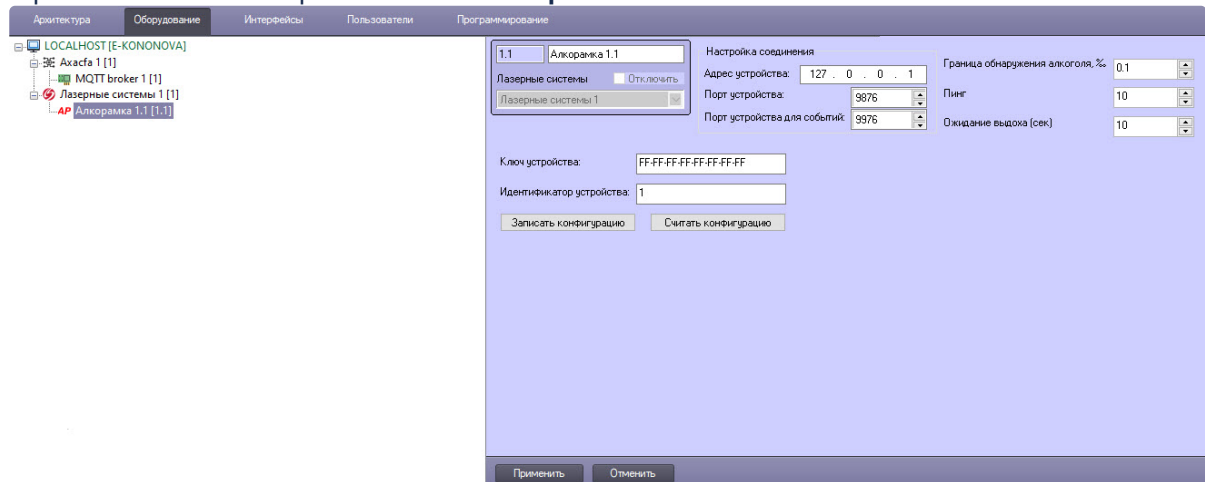 Архитектура Оборудование Интерфейсы Пользователи Программирование
LOCALHOST [E-KONONOVA]
Axacfa 1 [1]
MQTT broker 1 [1]
Лазерные системы 1 [1]
AP Алкорамка 1.1 [1.1]
1.1 Алкорамка 1.1
Лазерные системы Отключить
Лазерные системы 1
Настройка соединения
Адрес устройства: 127 . 0 . 0 . 1
Порт устройства: 9876
Порт устройства для событий: 9976
Граница обнаружения алкоголя, ‰ 0.1
Пинг 10
Ожидание выдоха (сек) 10
Ключ устройства: FF-FF-FF-FF-FF-FF-FF-FF
Идентификатор устройства: 1
Записать конфигурацию Считать конфигурацию
Применить Отменить